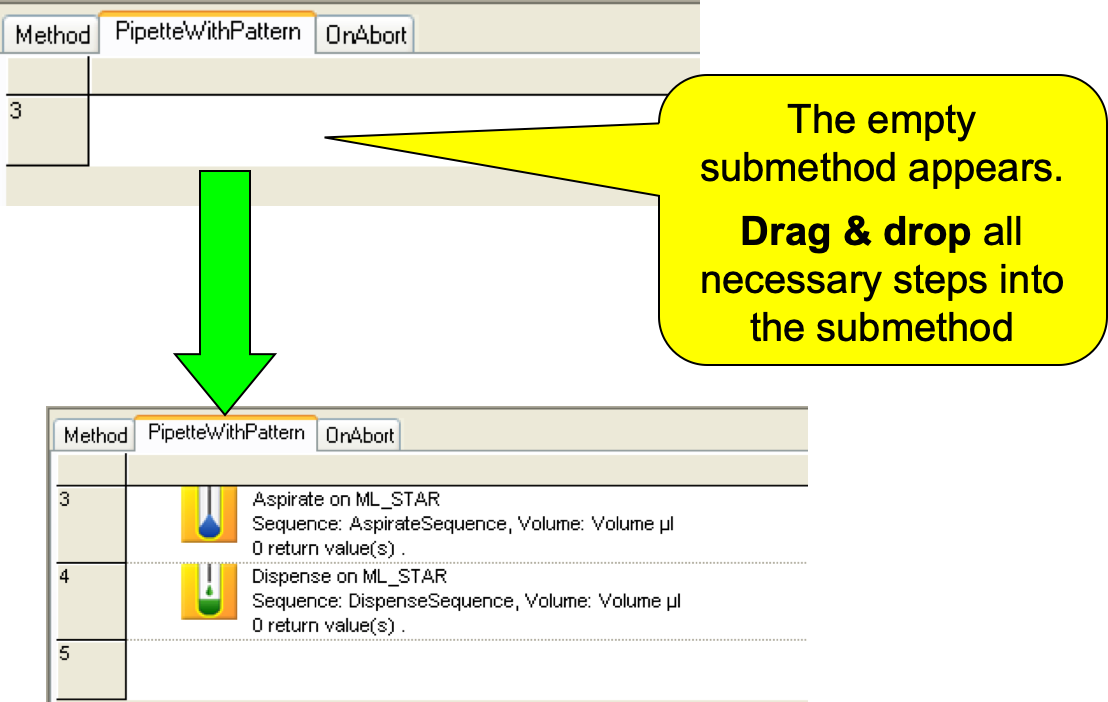 Method PipetteWithPattern OnAbort
3
The empty
submethod appears.
Drag & drop all
necessary steps into
the submethod
Method PipetteWithPattern OnAbort
3 Aspirate on ML_STAR
Sequence: AspirateSequence, Volume: Volume µl
0 return value(s) .
4 Dispense on ML_STAR
Sequence: DispenseSequence, Volume: Volume µl
0 return value(s) .
5